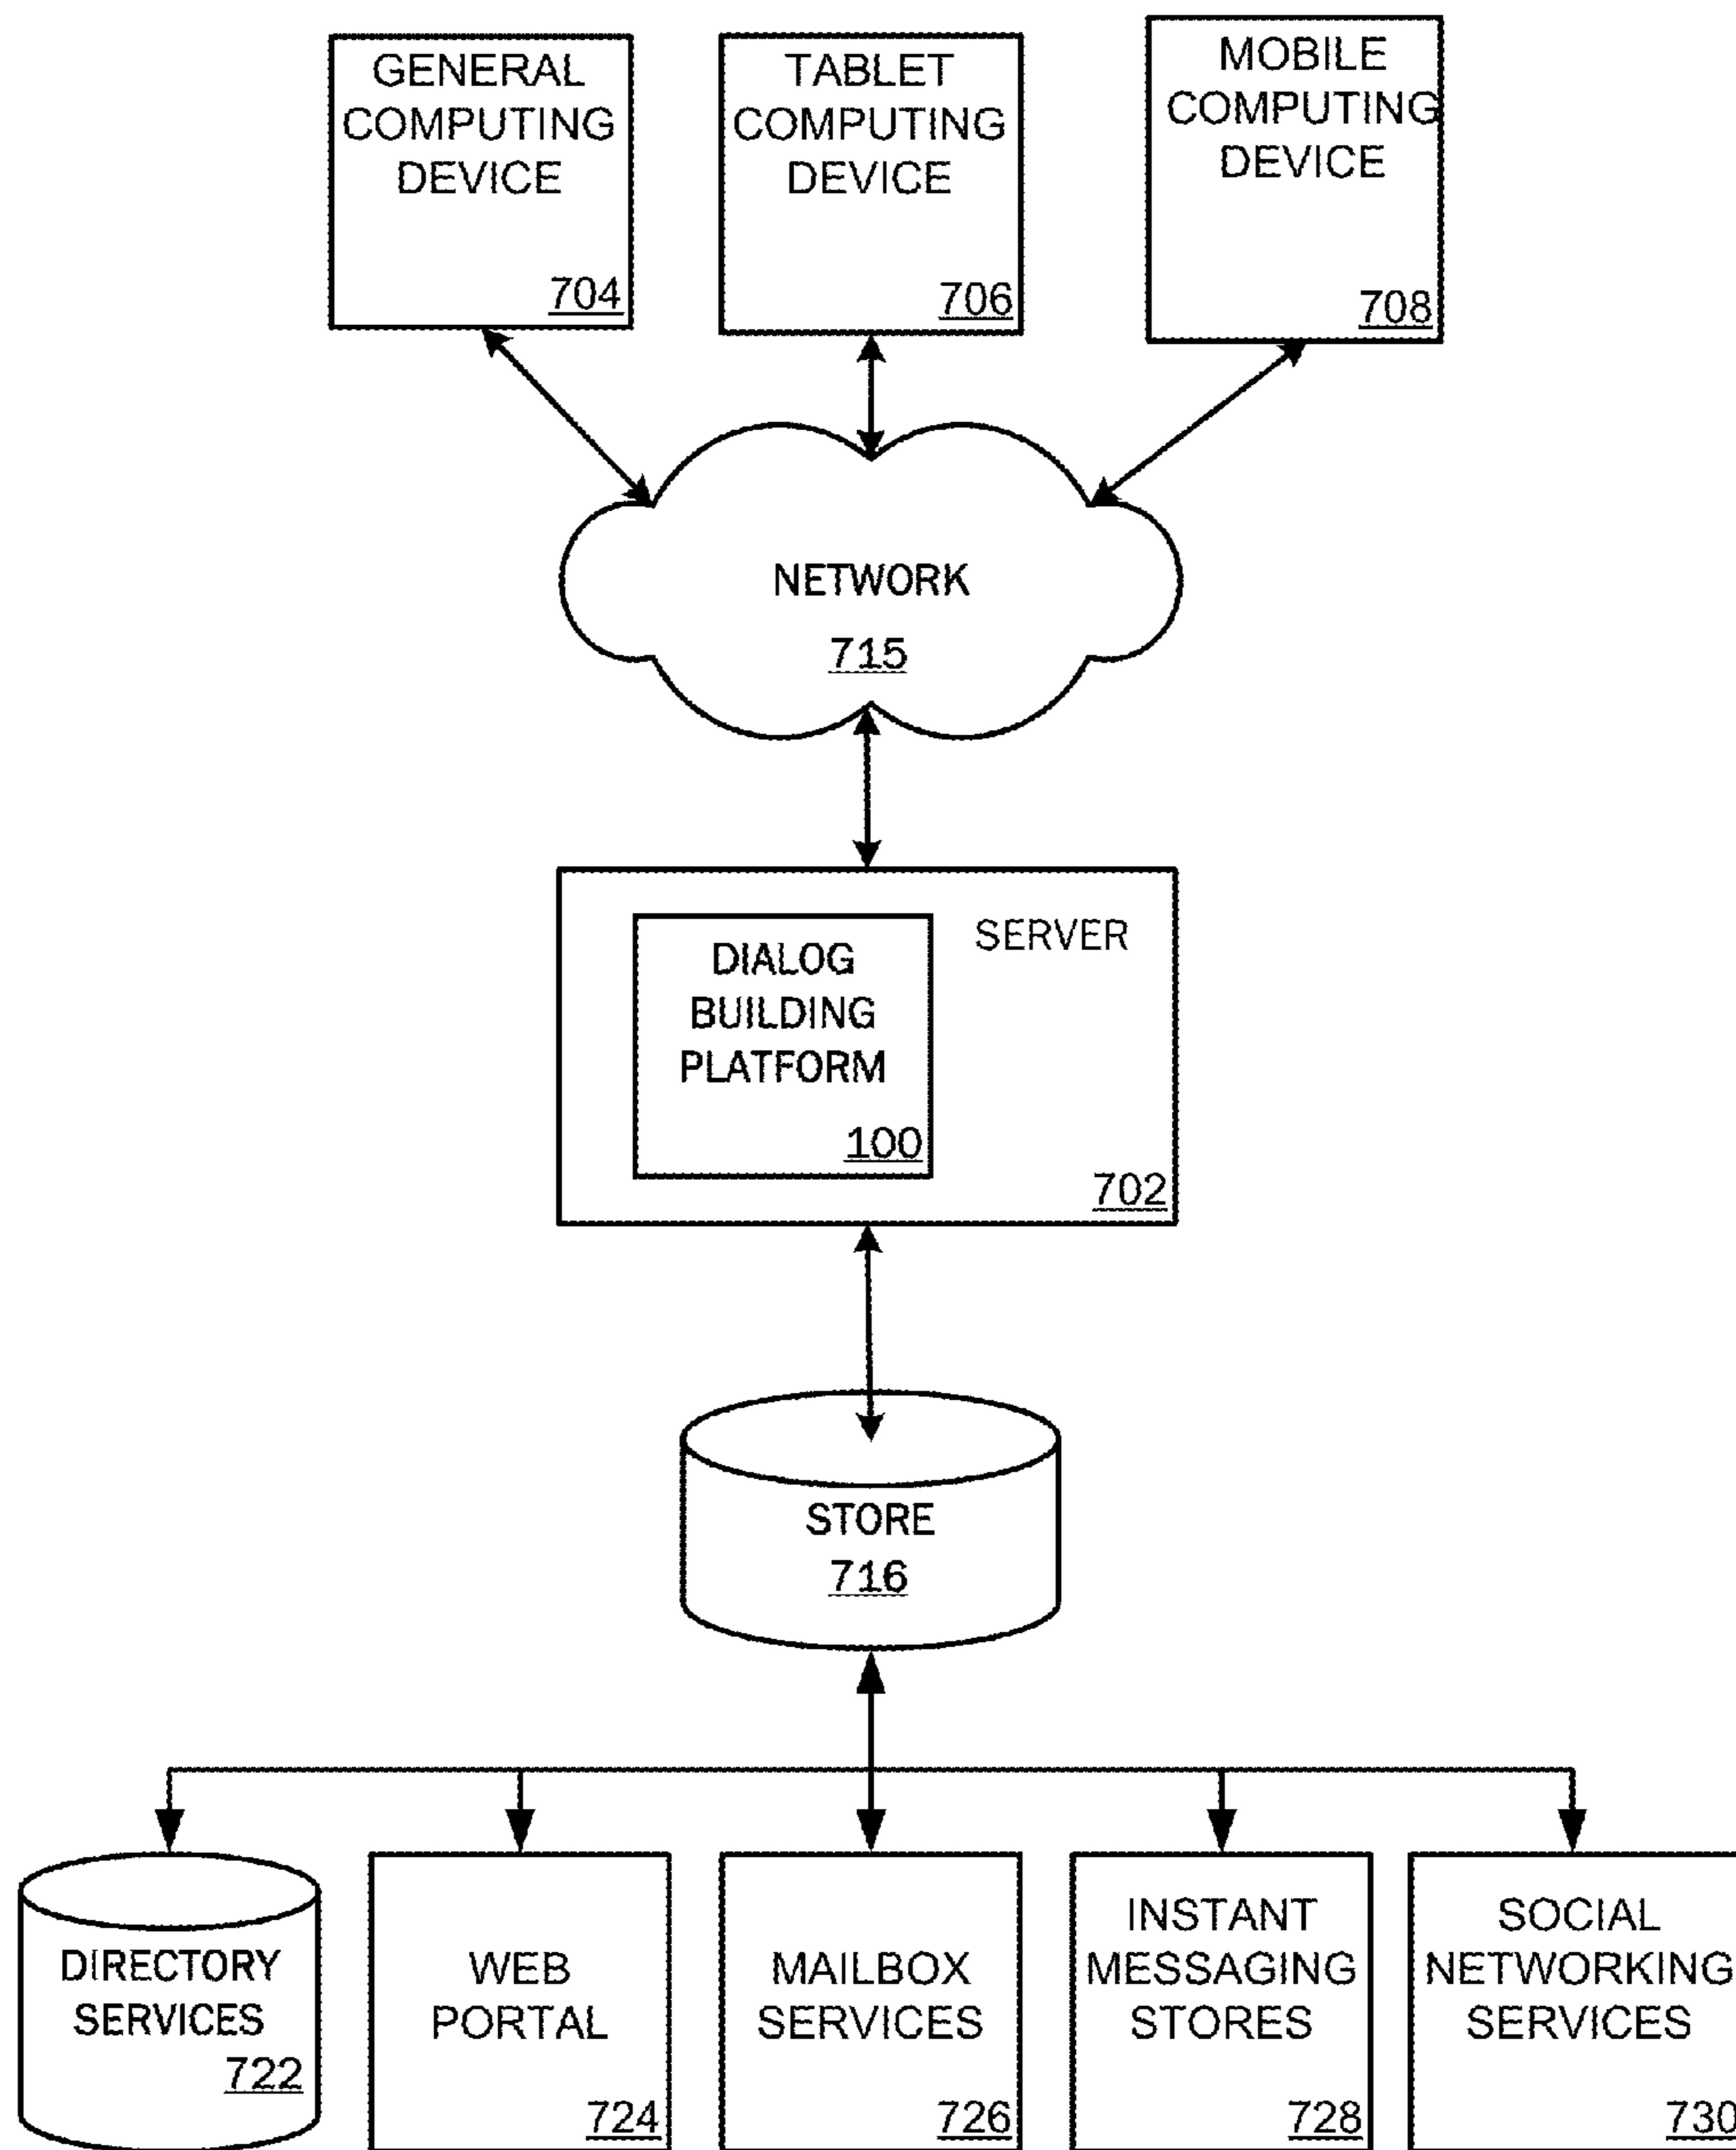 GENERAL
COMPUTING
DEVICE
704
TABLET
COMPUTING
DEVICE
706
MOBILE
COMPUTING
DEVICE
708
NETWORK
715
SERVER
DIALOG
BUILDING
PLATFORM
100
702
STORE
716
DIRECTORY
SERVICES
722
WEB
PORTAL
724
MAILBOX
SERVICES
726
INSTANT
MESSAGING
STORES
728
SOCIAL
NETWORKING
SERVICES
730